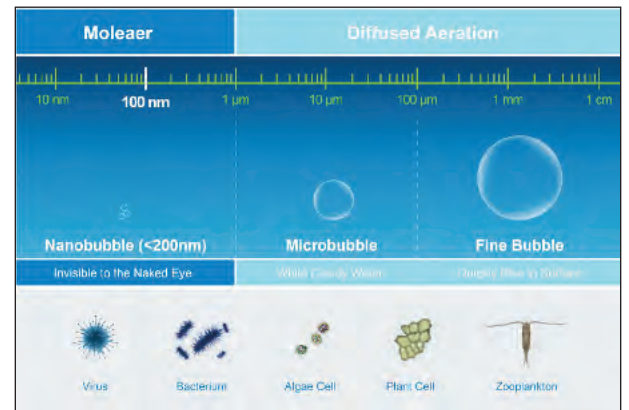 Moleaer Diffused Aeration
10 nm 100 nm 1 µm 10 µm 100 µm 1 mm 1 cm
Nanobubble (<200nm) Microbubble Fine Bubble
Invisible to the Naked Eye White Cloudy Water Quickly Rise to Surface
Virus Bacterium Algae Cell Plant Cell Zooplankton